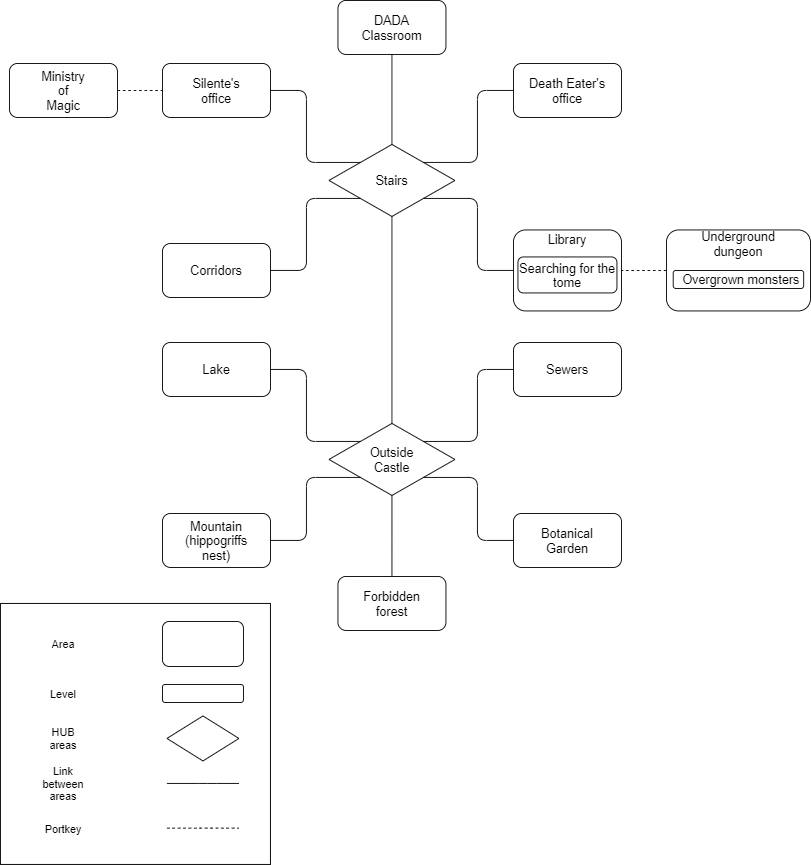 DADA
Classroom
Ministry
of
Magic
Silente's
office
Death Eater's
office
Stairs
Corridors
Library
Searching for the
tome
Underground
dungeon
Overgrown monsters
Lake
Sewers
Outside
Castle
Mountain
(hippogriffs
nest)
Botanical
Garden
Forbidden
forest
Area
Level
HUB
areas
Link
between
areas
Portkey